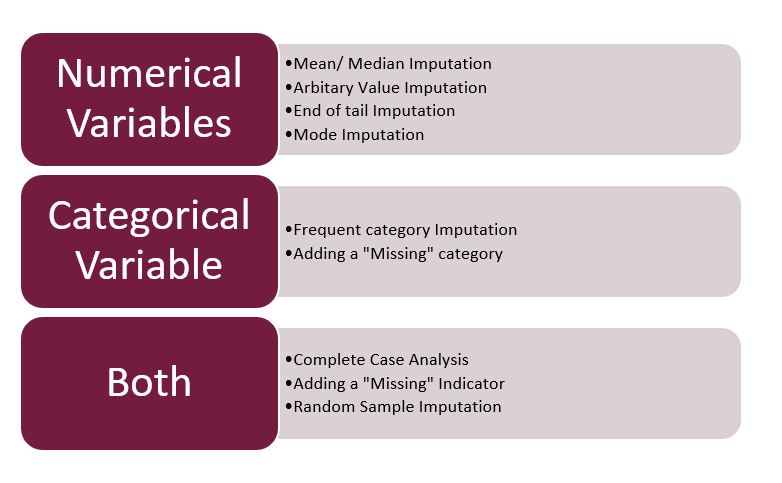 Numerical
Variables
•Mean/ Median Imputation
•Arbitary Value Imputation
•End of tail Imputation
•Mode Imputation
Categorical
Variable
•Frequent category Imputation
•Adding a "Missing" category
Both
•Complete Case Analysis
•Adding a "Missing" Indicator
•Random Sample Imputation